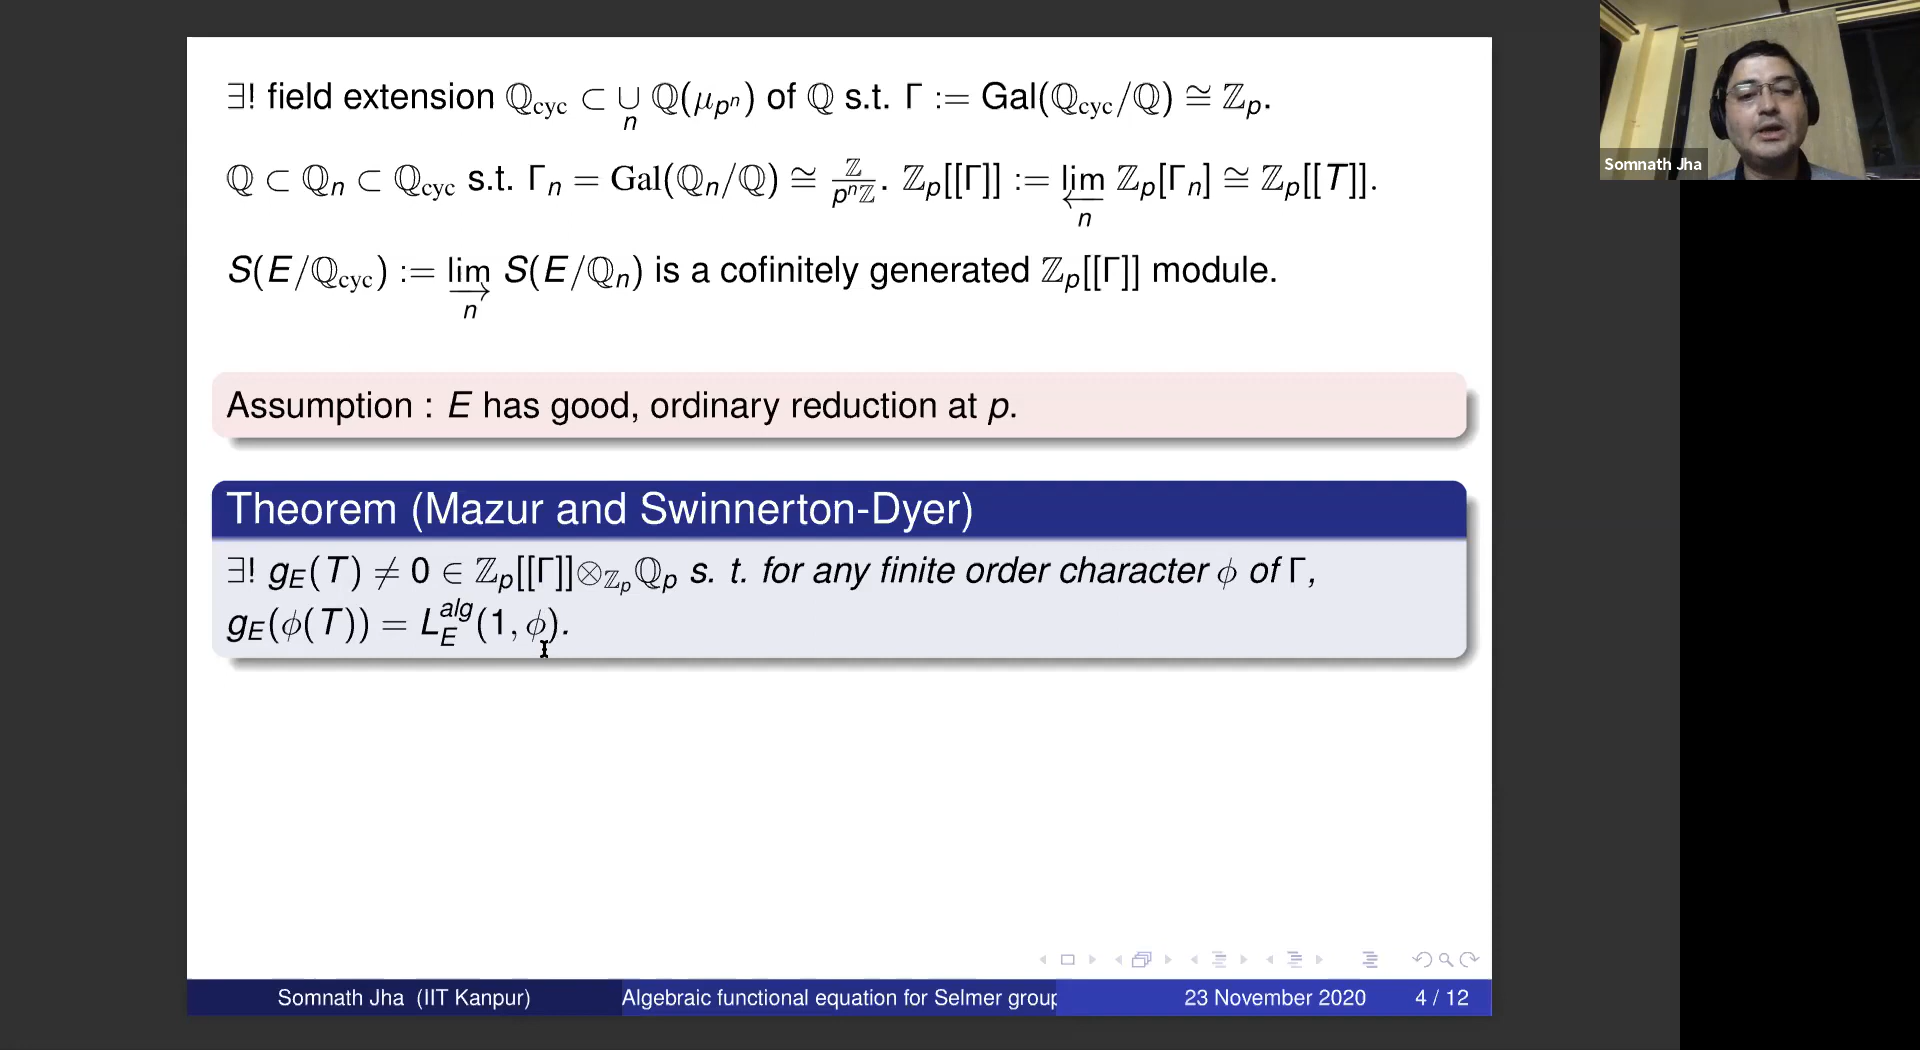 ∃! field extension ℚ_cyc ⊂ ∪_n ℚ(μ_{p^n}) of ℚ s.t. Γ := Gal(ℚ_cyc/ℚ) ≅ ℤ_p.
ℚ ⊂ ℚ_n ⊂ ℚ_cyc s.t. Γ_n = Gal(ℚ_n/ℚ) ≅ ℤ/p^nℤ. ℤ_p[[Γ]] := lim←_n ℤ_p[Γ_n] ≅ ℤ_p[[T]].
S(E/ℚ_cyc) := lim→_n S(E/ℚ_n) is a cofinitely generated ℤ_p[[Γ]] module.
Assumption : E has good, ordinary reduction at p.
Theorem (Mazur and Swinnerton-Dyer)
∃! g_E(T) ≠ 0 ∈ ℤ_p[[Γ]]⊗_{ℤ_p}ℚ_p s. t. for any finite order character ϕ of Γ,
g_E(ϕ(T)) = L_E^{alg}(1, ϕ).
Somnath Jha (IIT Kanpur)
Algebraic functional equation for Selmer group
23 November 2020
4 / 12
Somnath Jha